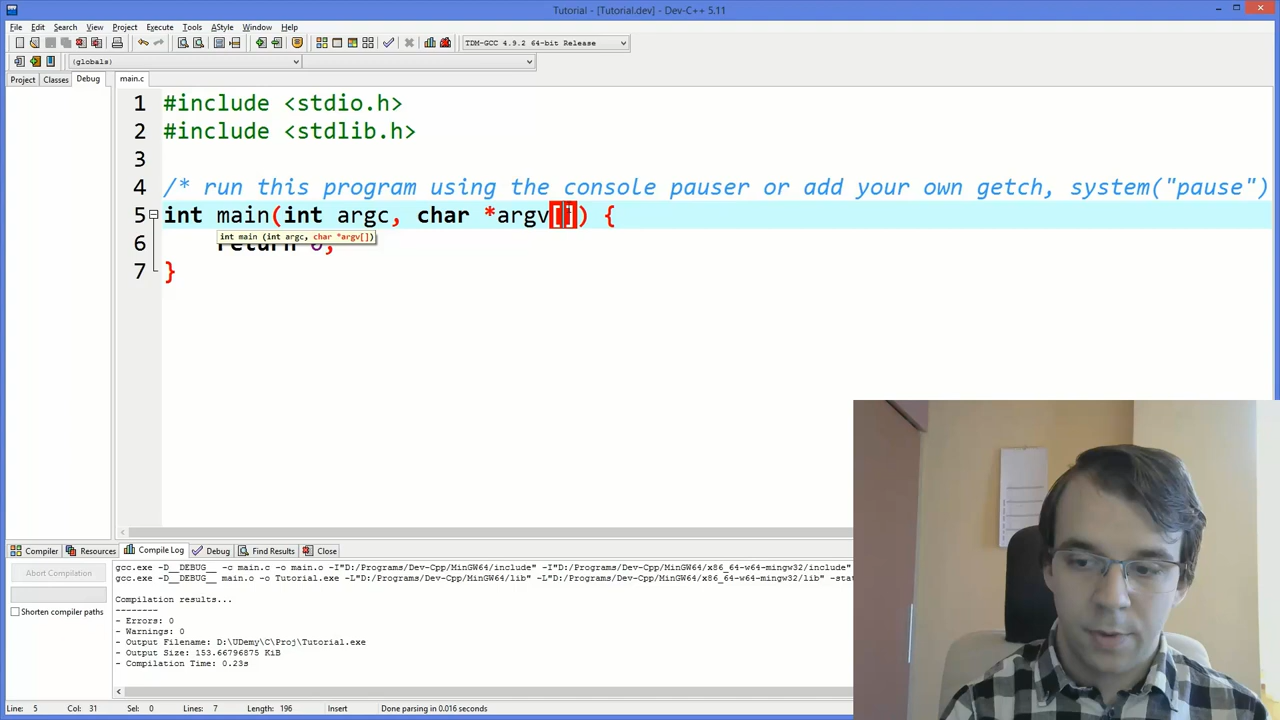 Tutorial - [Tutorial.dev] - Dev-C++ 5.11
File Edit Search View Project Execute Tools AStyle Window Help
TDM-GCC 4.9.2 64-bit Release
(globals)
Project Classes Debug main.c
1 #include <stdio.h>
2 #include <stdlib.h>
3
4 /* run this program using the console pauser or add your own getch, system("pause")
5 int main(int argc, char *argv[]) {
int main (int argc, char *argv[])
6 return 0;
7 }
Compiler Resources Compile Log Debug Find Results Close
Abort Compilation
Shorten compiler paths
gcc.exe -D__DEBUG__ -c main.c -o main.o -I"D:/Programs/Dev-Cpp/MinGW64/include" -I"D:/Programs/Dev-Cpp/MinGW64/x86_64-w64-mingw32/include"
gcc.exe -D__DEBUG__ main.o -o Tutorial.exe -L"D:/Programs/Dev-Cpp/MinGW64/lib" -L"D:/Programs/Dev-Cpp/MinGW64/x86_64-w64-mingw32/lib" -stat
Compilation results...
--------
- Errors: 0
- Warnings: 0
- Output Filename: D:\UDemy\C\Proj\Tutorial.exe
- Output Size: 153.66796875 KiB
- Compilation Time: 0.23s
Line: 5 Col: 31 Sel: 0 Lines: 7 Length: 196 Insert Done parsing in 0.016 seconds